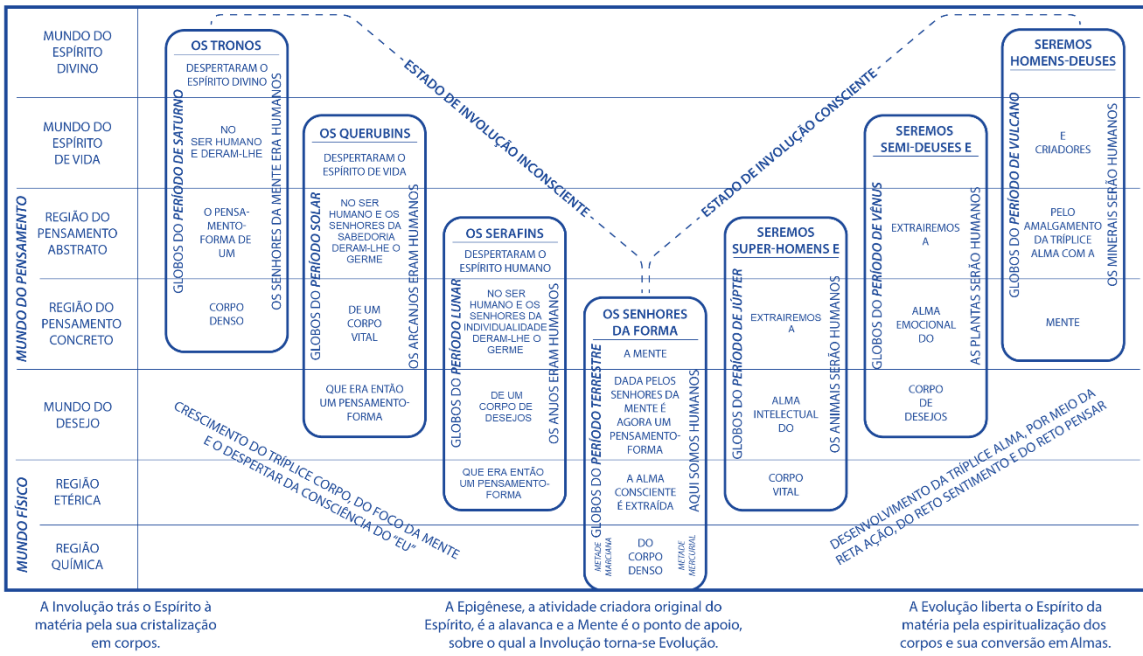 MUNDO DO
ESPÍRITO
DIVINO
MUNDO DO
ESPÍRITO
DE VIDA
MUNDO DO PENSAMENTO
REGIÃO DO
PENSAMENTO
ABSTRATO
REGIÃO DO
PENSAMENTO
CONCRETO
MUNDO DO
DESEJO
MUNDO FÍSICO
REGIÃO
ETÉRICA
REGIÃO
QUÍMICA
OS TRONOS
DESPERTARAM O
ESPÍRITO DIVINO
NO
SER HUMANO
E DERAM-LHE
O PENSA-
MENTO-
FORMA DE
UM
CORPO
DENSO
GLOBOS DO PERÍODO DE SATURNO
OS SENHORES DA MENTE ERA HUMANOS
OS QUERUBINS
DESPERTARAM O
ESPÍRITO DE VIDA
NO SER
HUMANO E OS
SENHORES DA
SABEDORIA
DERAM-LHE O
GERME
DE UM
CORPO
VITAL
QUE ERA ENTÃO
UM PENSAMENTO-
FORMA
GLOBOS DO PERÍODO SOLAR
OS ARCANJOS ERAM HUMANOS
OS SERAFINS
DESPERTARAM O
ESPÍRITO HUMANO
NO SER
HUMANO E OS
SENHORES DA
INDIVIDUALIDADE
DERAM-LHE O
GERME
DE UM
CORPO DE
DESEJOS
QUE ERA ENTÃO
UM PENSAMENTO-
FORMA
GLOBOS DO PERÍODO LUNAR
OS ANJOS ERAM HUMANOS
OS SENHORES
DA FORMA
A MENTE
DADA PELOS
SENHORES DA
MENTE É
AGORA UM
PENSAMENTO-
FORMA
A ALMA
CONSCIENTE
É EXTRAÍDA
DO
CORPO
DENSO
METADE
MARCIANA
METADE
MERCURIAL
GLOBOS DO PERÍODO TERRESTRE
AQUI SOMOS HUMANOS
SEREMOS
SUPER-HOMENS E
EXTRAIREMOS
A
ALMA
INTELECTUAL
DO
CORPO
VITAL
GLOBOS DO PERÍODO DE JÚPTER
OS ANIMAIS SERÃO HUMANOS
SEREMOS
SEMI-DEUSES E
EXTRAIREMOS
A
ALMA
EMOCIONAL
DO
CORPO
DE
DESEJOS
GLOBOS DO PERÍODO DE VÊNUS
AS PLANTAS SERÃO HUMANOS
SEREMOS
HOMENS-DEUSES
E
CRIADORES
PELO
AMALGAMENTO
DA TRÍPLICE
ALMA COM A
MENTE
GLOBOS DO PERÍODO DE VULCANO
OS MINERAIS SERÃO HUMANOS
ESTADO DE INVOLUÇÃO INCONSCIENTE
ESTADO DE INVOLUÇÃO CONSCIENTE
CRESCIMENTO DO TRÍPLICE CORPO, DO FOCO DA MENTE
E O DESPERTAR DA CONSCIÊNCIA DO "EU"
DESENVOLVIMENTO DA TRÍPLICE ALMA, POR MEIO DA
RETA AÇÃO, DO RETO SENTIMENTO E DO RETO PENSAR
A Involução trás o Espírito à
matéria pela sua cristalização
em corpos.
A Epigênese, a atividade criadora original do
Espírito, é a alavanca e a Mente é o ponto de apoio,
sobre o qual a Involução torna-se Evolução.
A Evolução liberta o Espírito da
matéria pela espiritualização dos
corpos e sua conversão em Almas.